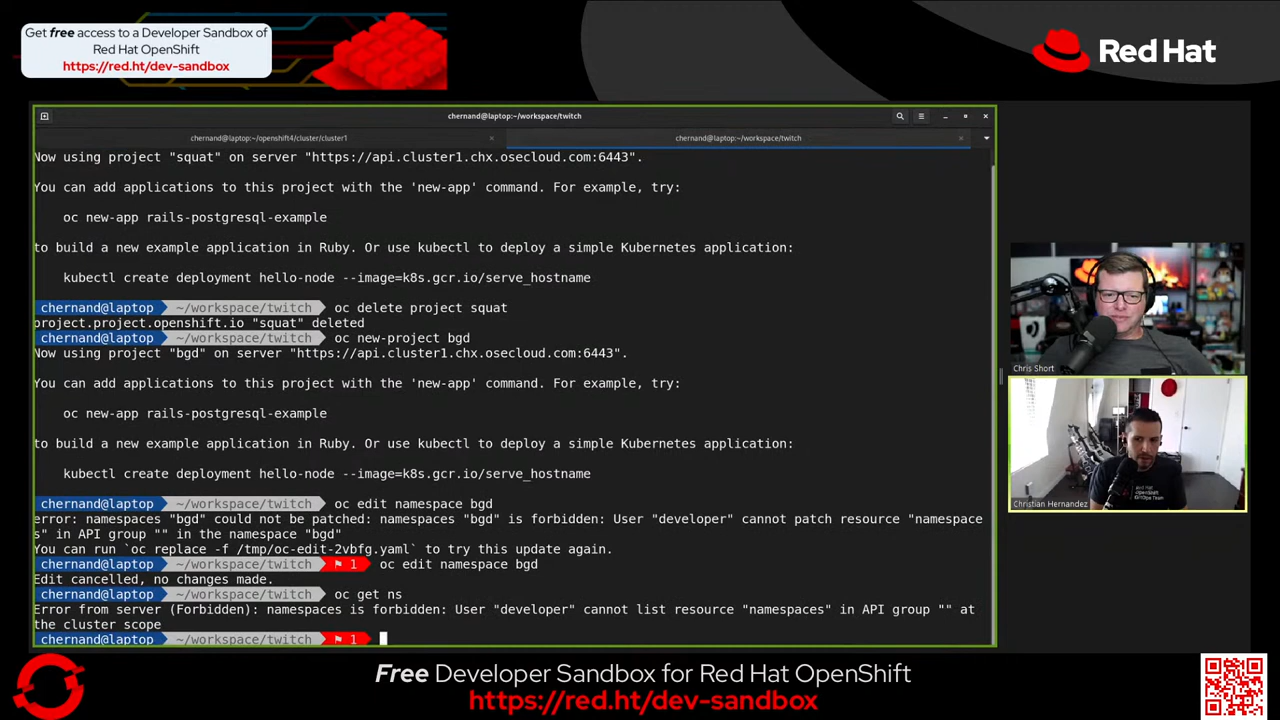 Get free access to a Developer Sandbox of
Red Hat OpenShift
https://red.ht/dev-sandbox
Red Hat
chernand@laptop:~/workspace/twitch
chernand@laptop:~/openshift4/cluster/cluster1
chernand@laptop:~/workspace/twitch
Now using project "squat" on server "https://api.cluster1.chx.osecloud.com:6443".
You can add applications to this project with the 'new-app' command. For example, try:
oc new-app rails-postgresql-example
to build a new example application in Ruby. Or use kubectl to deploy a simple Kubernetes application:
kubectl create deployment hello-node --image=k8s.gcr.io/serve_hostname
chernand@laptop ~/workspace/twitch oc delete project squat
project.project.openshift.io "squat" deleted
chernand@laptop ~/workspace/twitch oc new-project bgd
Now using project "bgd" on server "https://api.cluster1.chx.osecloud.com:6443".
You can add applications to this project with the 'new-app' command. For example, try:
oc new-app rails-postgresql-example
to build a new example application in Ruby. Or use kubectl to deploy a simple Kubernetes application:
kubectl create deployment hello-node --image=k8s.gcr.io/serve_hostname
chernand@laptop ~/workspace/twitch oc edit namespace bgd
error: namespaces "bgd" could not be patched: namespaces "bgd" is forbidden: User "developer" cannot patch resource "namespace
s" in API group "" in the namespace "bgd"
You can run `oc replace -f /tmp/oc-edit-2vbfg.yaml` to try this update again.
chernand@laptop ~/workspace/twitch 1 oc edit namespace bgd
Edit cancelled, no changes made.
chernand@laptop ~/workspace/twitch oc get ns
Error from server (Forbidden): namespaces is forbidden: User "developer" cannot list resource "namespaces" in API group "" at
the cluster scope
chernand@laptop ~/workspace/twitch 1
Chris Short
Christian Hernandez
Free Developer Sandbox for Red Hat OpenShift
https://red.ht/dev-sandbox